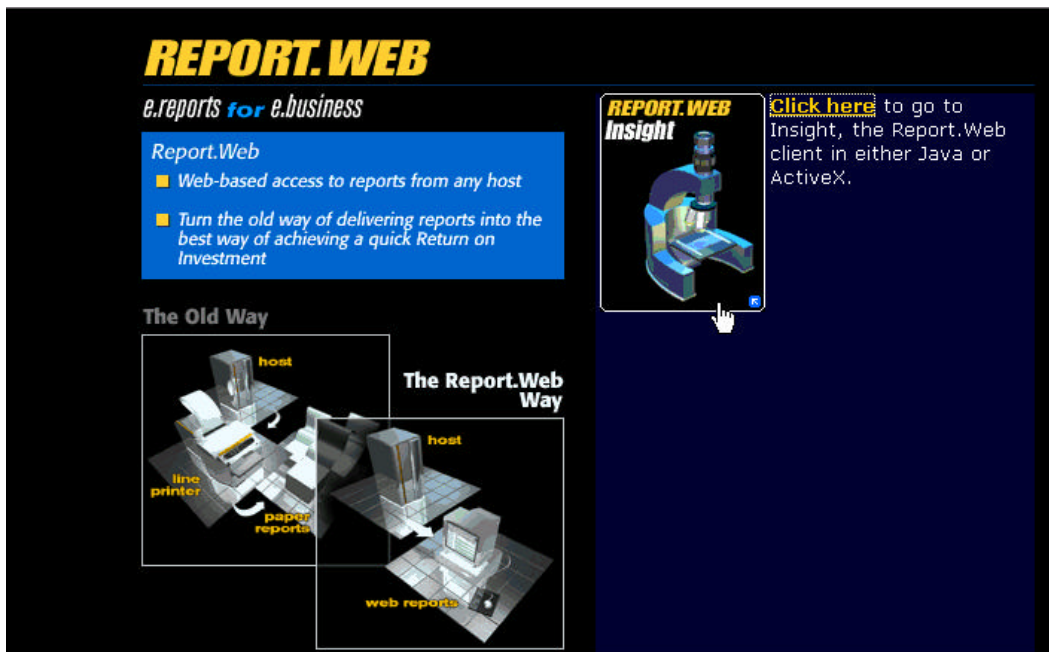 REPORT.WEB
e.reports for e.business
Report.Web
Web-based access to reports from any host
Turn the old way of delivering reports into the
best way of achieving a quick Return on
Investment
The Old Way
host
line
printer
paper
reports
The Report.Web
Way
host
web reports
REPORT.WEB
Insight
Click here to go to
Insight, the Report.Web
client in either Java or
ActiveX.